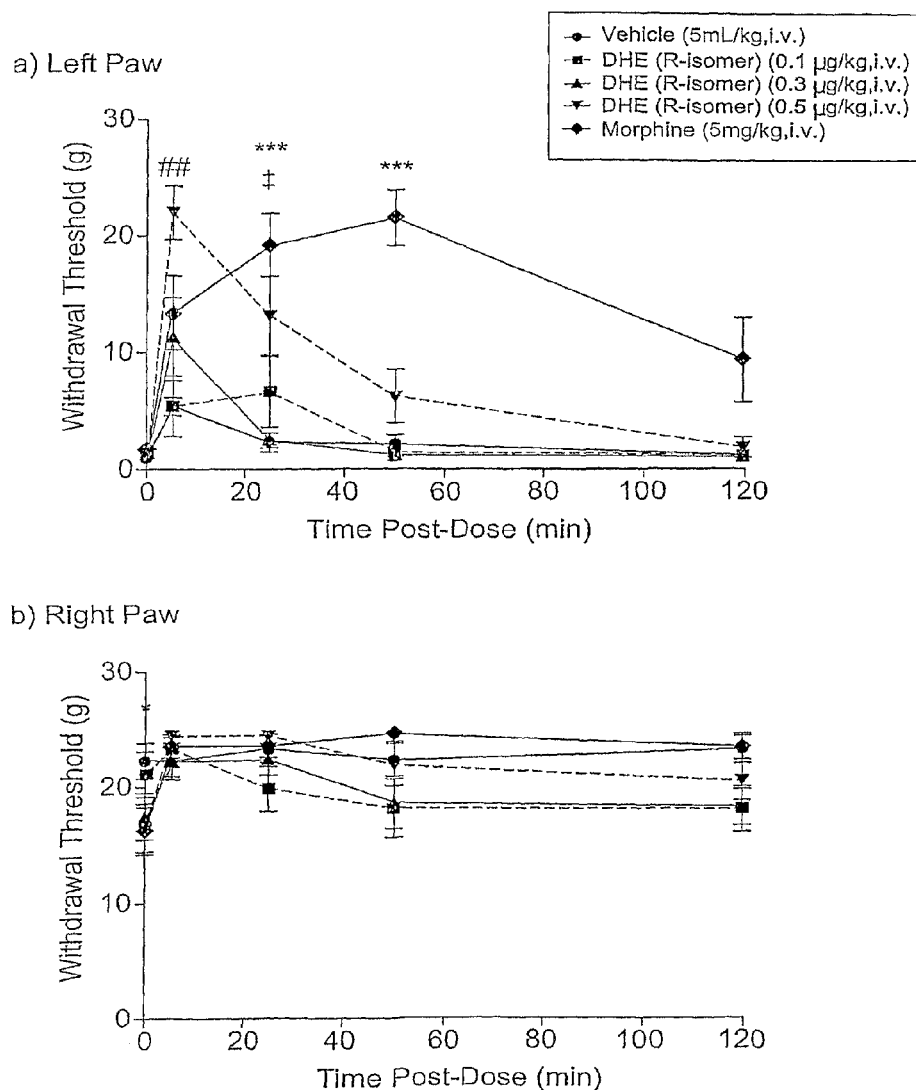 Vehicle (5mL/kg,i.v.)
DHE (R-isomer) (0.1 µg/kg,i.v.)
DHE (R-isomer) (0.3 µg/kg,i.v.)
DHE (R-isomer) (0.5 µg/kg,i.v.)
Morphine (5mg/kg,i.v.)
a) Left Paw
30
20
10
0
Withdrawal Threshold (g)
##
***
‡
***
0 20 40 60 80 100 120
Time Post-Dose (min)
b) Right Paw
30
20
10
0
Withdrawal Threshold (g)
*
0 20 40 60 80 100 120
Time Post-Dose (min)